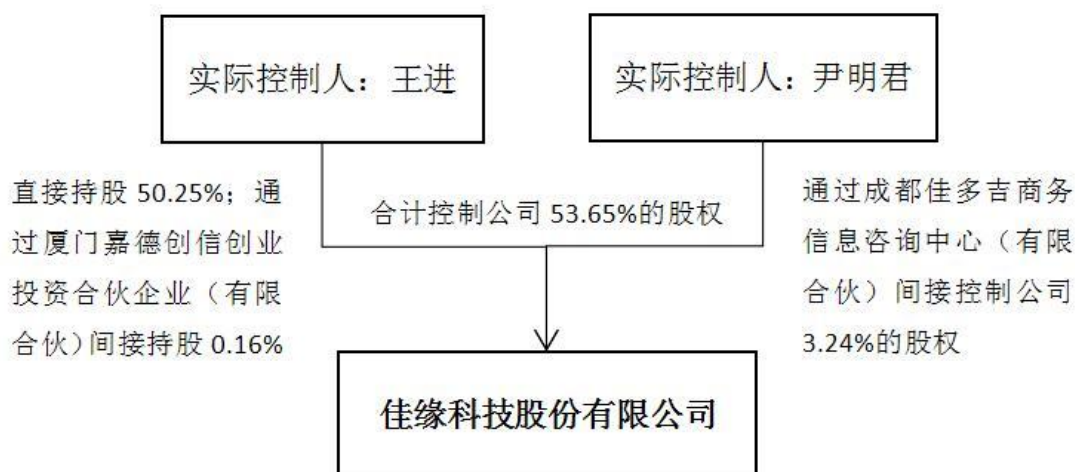 实际控制人：王进
实际控制人：尹明君
直接持股 50.25%；通
过厦门嘉德创信创业
投资合伙企业（有限
合伙）间接持股 0.16%
合计控制公司 53.65%的股权
通过成都佳多吉商务
信息咨询中心（有限
合伙）间接控制公司
3.24%的股权
佳缘科技股份有限公司